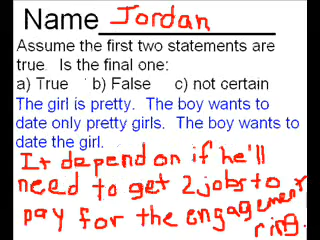 Name Jordan
Assume the first two statements are
true. Is the final one:
a) True b) False c) not certain
The girl is pretty. The boy wants to
date only pretty girls. The boy wants to
date the girl.
It depend on if he'll
need to get 2 jobs to
pay for the engagement
ring.